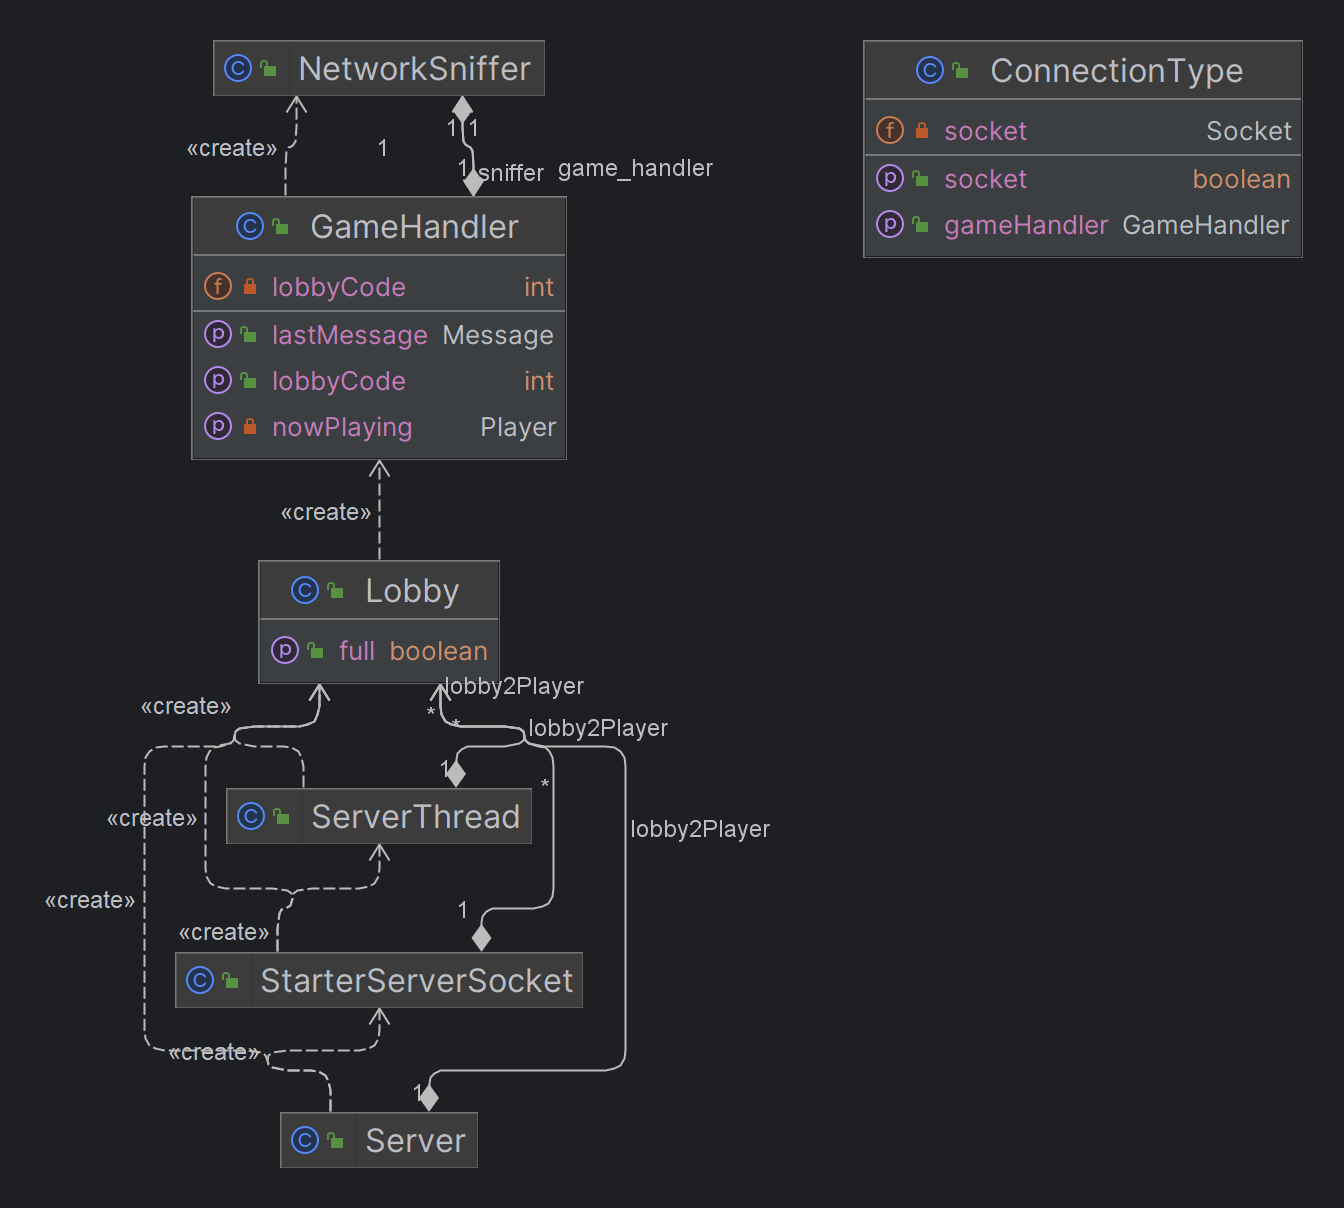 C NetworkSniffer
C ConnectionType
f socket Socket
p socket boolean
p gameHandler GameHandler
«create»
1
1 1
1 sniffer game_handler
C GameHandler
f lobbyCode int
p lastMessage Message
p lobbyCode int
p nowPlaying Player
«create»
C Lobby
p full boolean
«create»
lobby2Player
*
*
lobby2Player
1
*
«create»
C ServerThread
lobby2Player
«create»
1
«create»
C StarterServerSocket
«create»
1
C Server